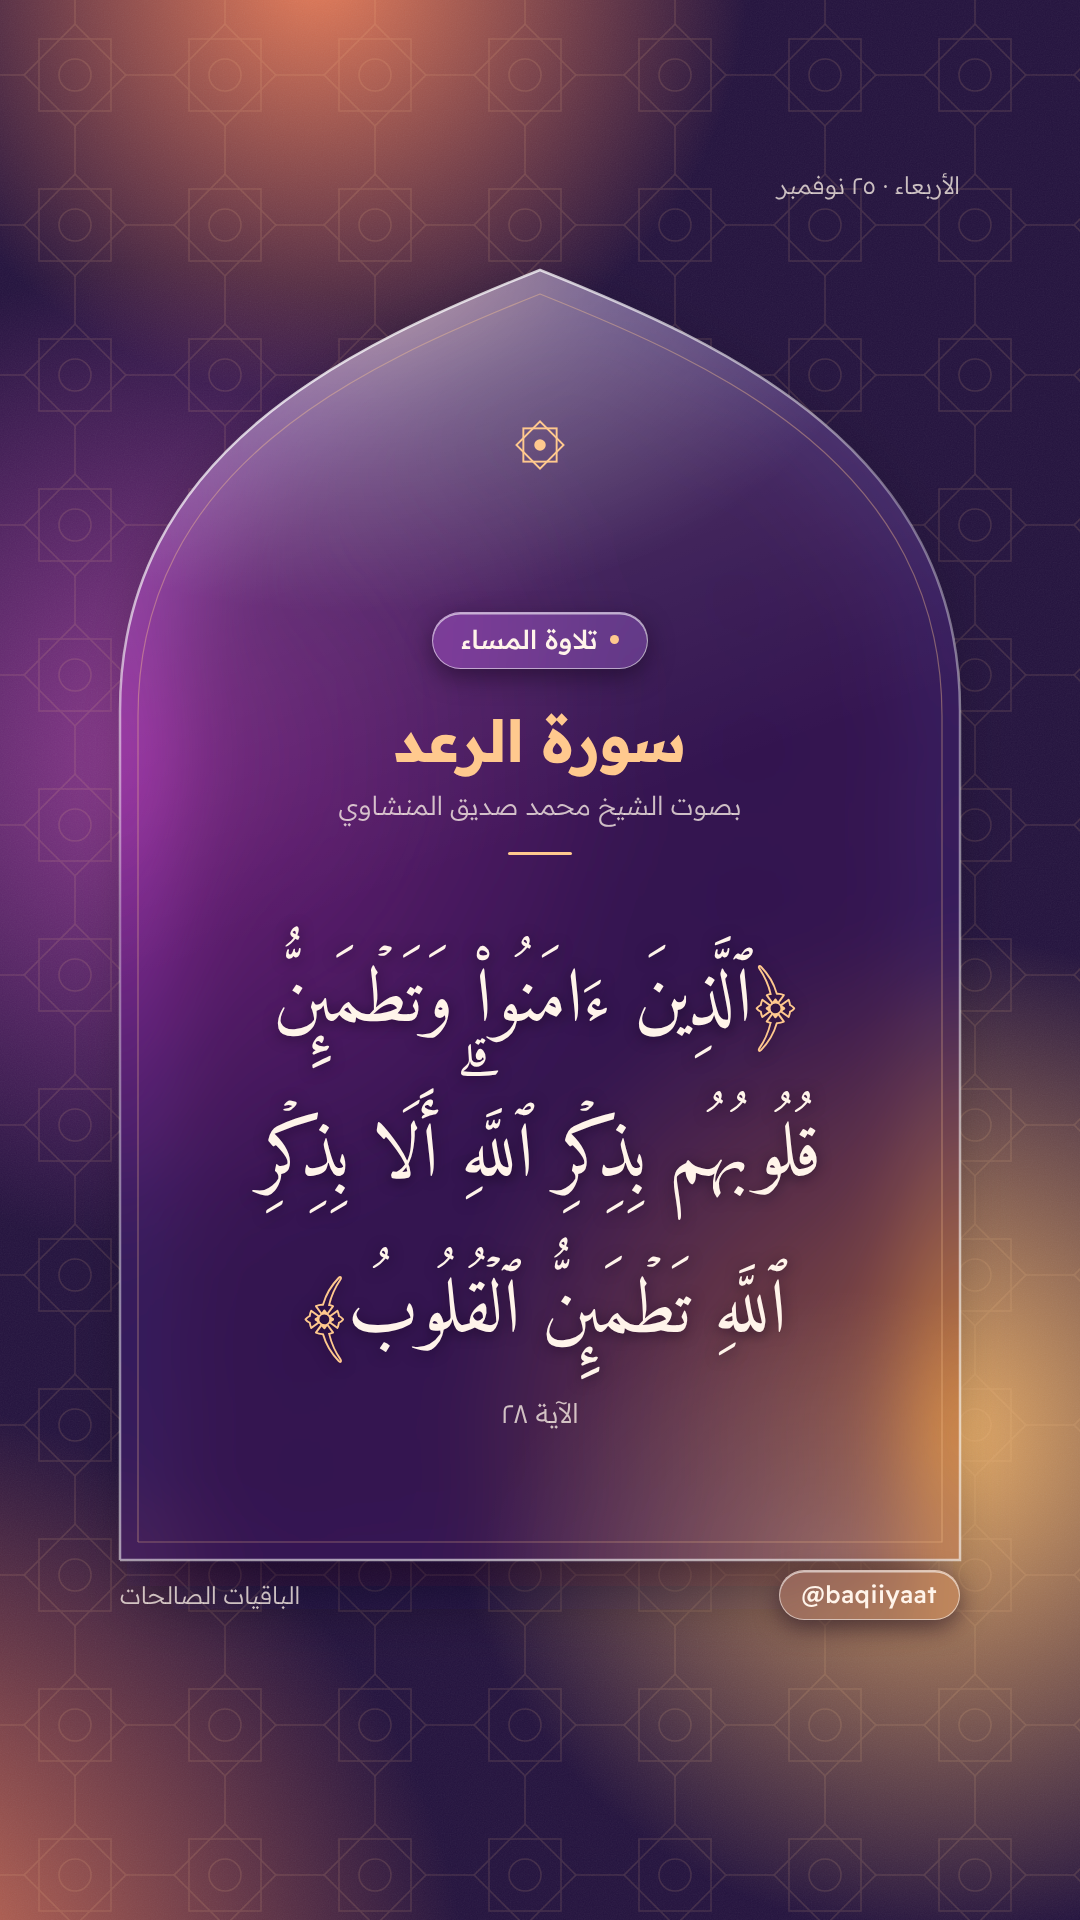 الأربعاء · ٢٥ نوفمبر
تلاوة المساء
سورة الرعد
بصوت الشيخ محمد صديق المنشاوي
﴿ٱلَّذِينَ ءَامَنُوا۟ وَتَطْمَئِنُّ
قُلُوبُهُم بِذِكْرِ ٱللَّهِ ۗ أَلَا بِذِكْرِ
ٱللَّهِ تَطْمَئِنُّ ٱلْقُلُوبُ﴾
الآية ٢٨
@baqiiyaat
الباقيات الصالحات